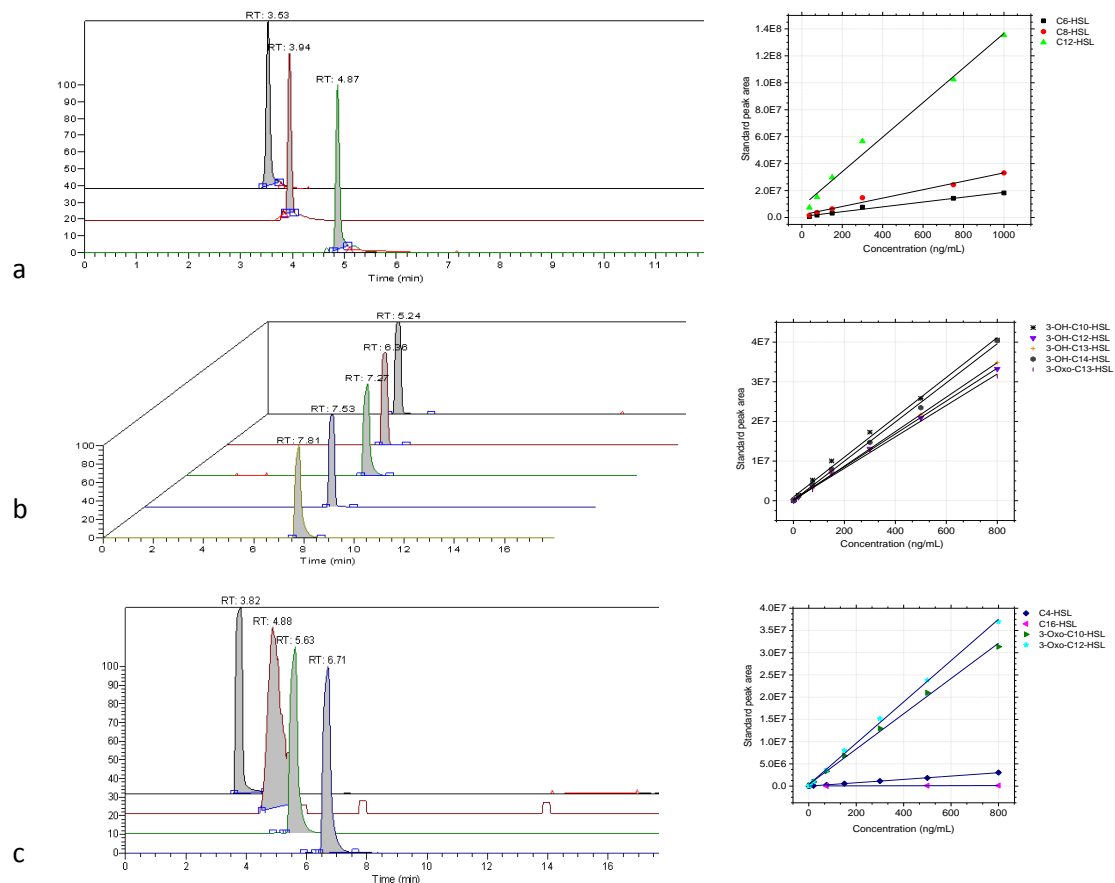 RT: 3.53
RT: 3.94
RT: 4.87
100
90
80
70
60
50
40
30
20
10
0
0 1 2 3 4 5 6 7 8 9 10 11
Time (min)
a
C6-HSL
C8-HSL
C12-HSL
Standard peak area
1.4E8
1.2E8
1.0E8
8.0E7
6.0E7
4.0E7
2.0E7
0.0
0 200 400 600 800 1000
Concentration (ng/mL)
RT: 5.24
RT: 6.36
RT: 7.27
RT: 7.53
RT: 7.81
100
80
60
40
20
0
0 2 4 6 8 10 12 14 16
Time (min)
b
3-OH-C10-HSL
3-OH-C12-HSL
3-OH-C13-HSL
3-OH-C14-HSL
3-Oxo-C13-HSL
Standard peak area
4E7
3E7
2E7
1E7
0
0 200 400 600 800
Concentration (ng/mL)
RT: 3.82
RT: 4.88
RT: 5.63
RT: 6.71
100
90
80
70
60
50
40
30
20
10
0
0 2 4 6 8 10 12 14 16
Time (min)
c
C4-HSL
C16-HSL
3-Oxo-C10-HSL
3-Oxo-C12-HSL
Standard peak area
4.0E7
3.5E7
3.0E7
2.5E7
2.0E7
1.5E7
1.0E7
5.0E6
0.0
0 200 400 600 800
Concentration (ng/mL)